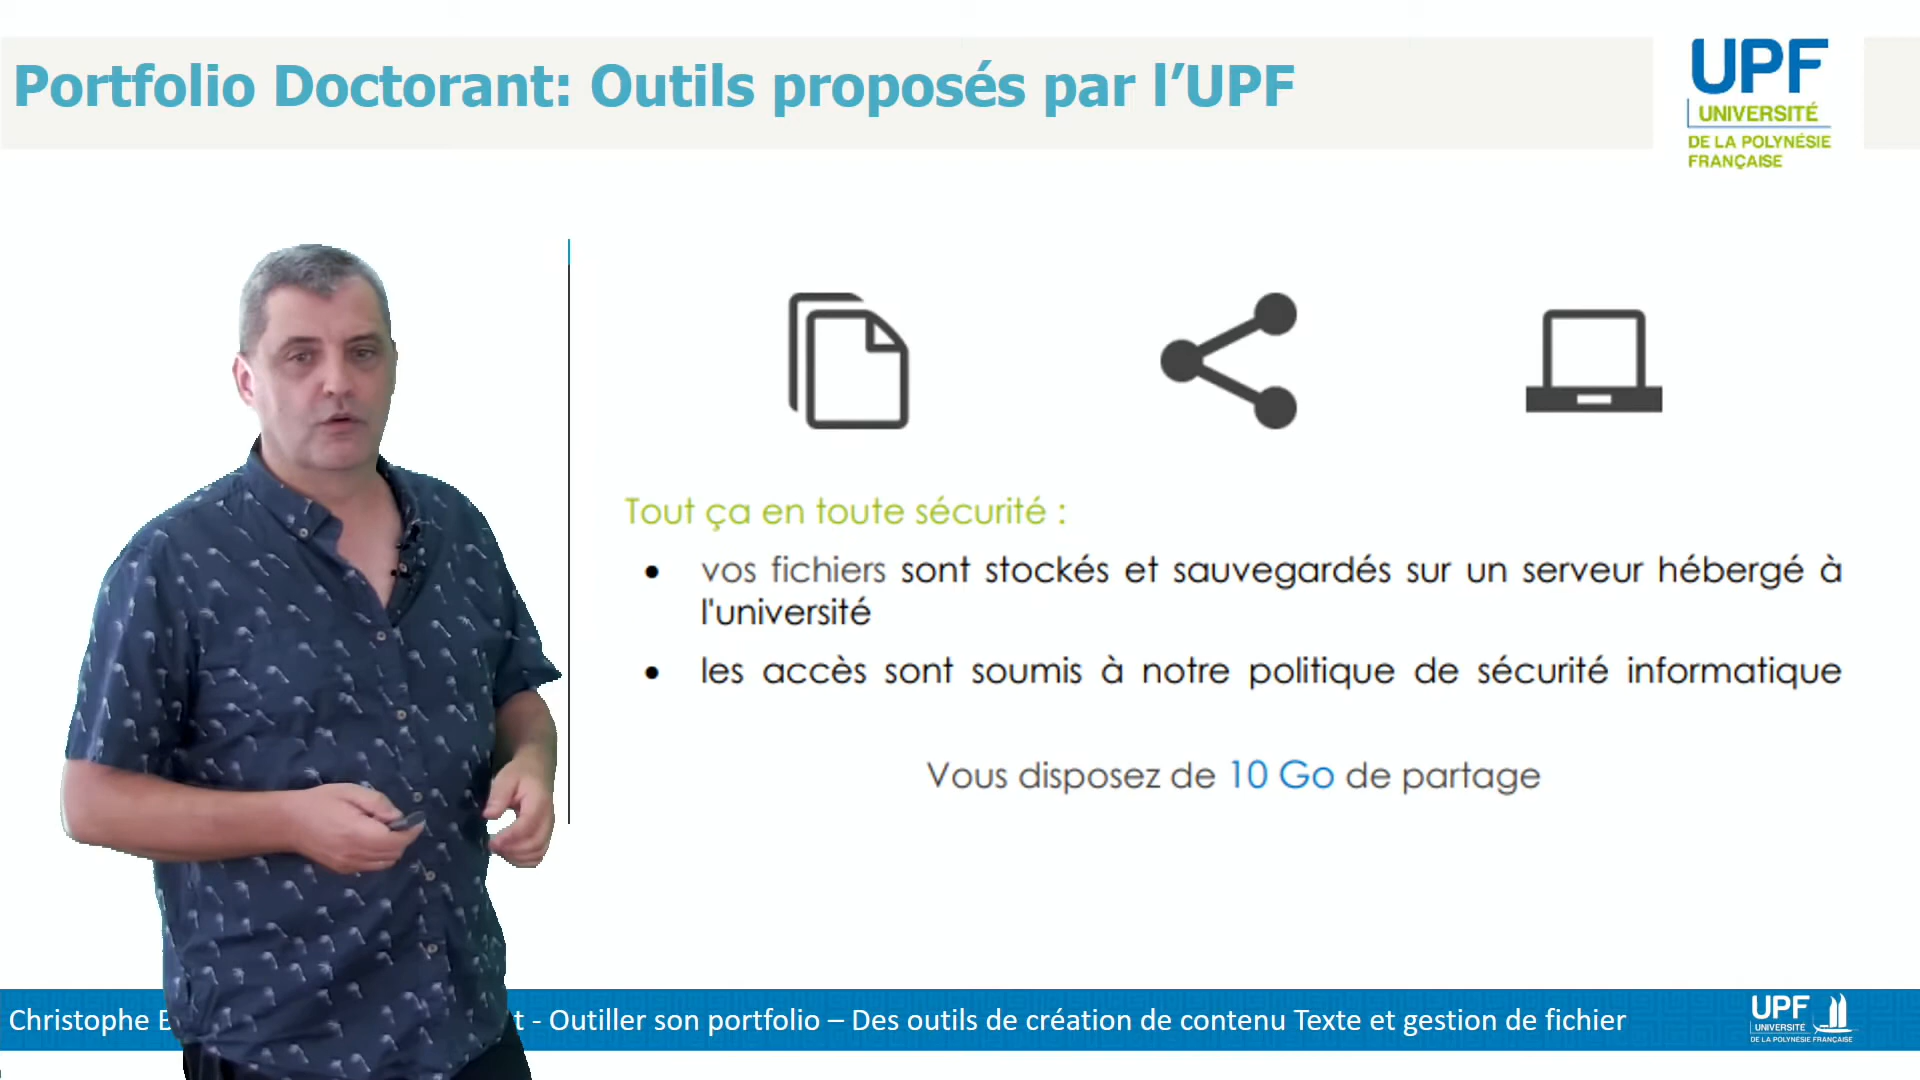 Portfolio Doctorant: Outils proposés par l’UPF
UPF
UNIVERSITÉ
DE LA POLYNÉSIE
FRANÇAISE
Tout ça en toute sécurité :
• vos fichiers sont stockés et sauvegardés sur un serveur hébergé à
l'université
• les accès sont soumis à notre politique de sécurité informatique
Vous disposez de 10 Go de partage
Christophe - Outiller son portfolio – Des outils de création de contenu Texte et gestion de fichier
UPF
UNIVERSITÉ
DE LA POLYNÉSIE FRANÇAISE